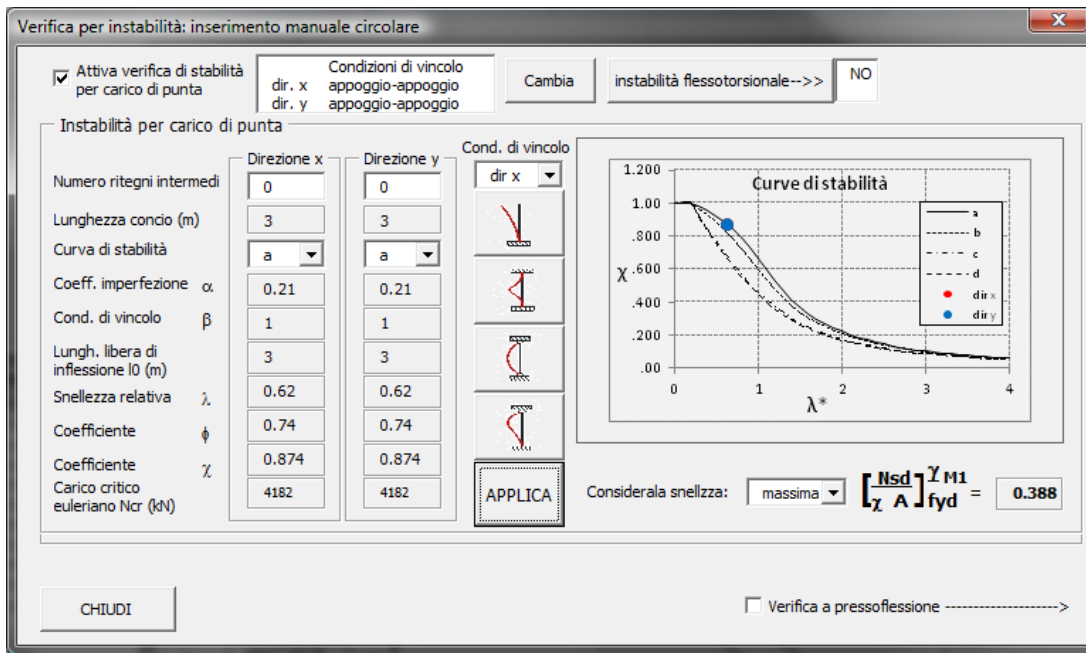 Verifica per instabilità: inserimento manuale circolare
Attiva verifica di stabilità
per carico di punta
Condizioni di vincolo
dir. x appoggio-appoggio
dir. y appoggio-appoggio
Cambia
instabilità flessotorsionale-->>
NO
Instabilità per carico di punta
Direzione x Direzione y
Cond. di vincolo
dir x
Numero ritegni intermedi 0 0
Lunghezza concio (m) 3 3
Curva di stabilità a a
Coeff. imperfezione α 0.21 0.21
Cond. di vincolo β 1 1
Lungh. libera di
inflessione l0 (m) 3 3
Snellezza relativa λ 0.62 0.62
Coefficiente ϕ 0.74 0.74
Coefficiente χ 0.874 0.874
Carico critico
euleriano Ncr (kN) 4182 4182
APPLICA
Curve di stabilità
1.200
1.00
.800
χ .600
.400
.200
.00
0 1 2 3 4
λ*
a
b
c
d
dir x
dir y
Considerala snellzza: massima
[Nsd / χ A] χ M1 / fyd = 0.388
CHIUDI
Verifica a pressoflessione -------------------->